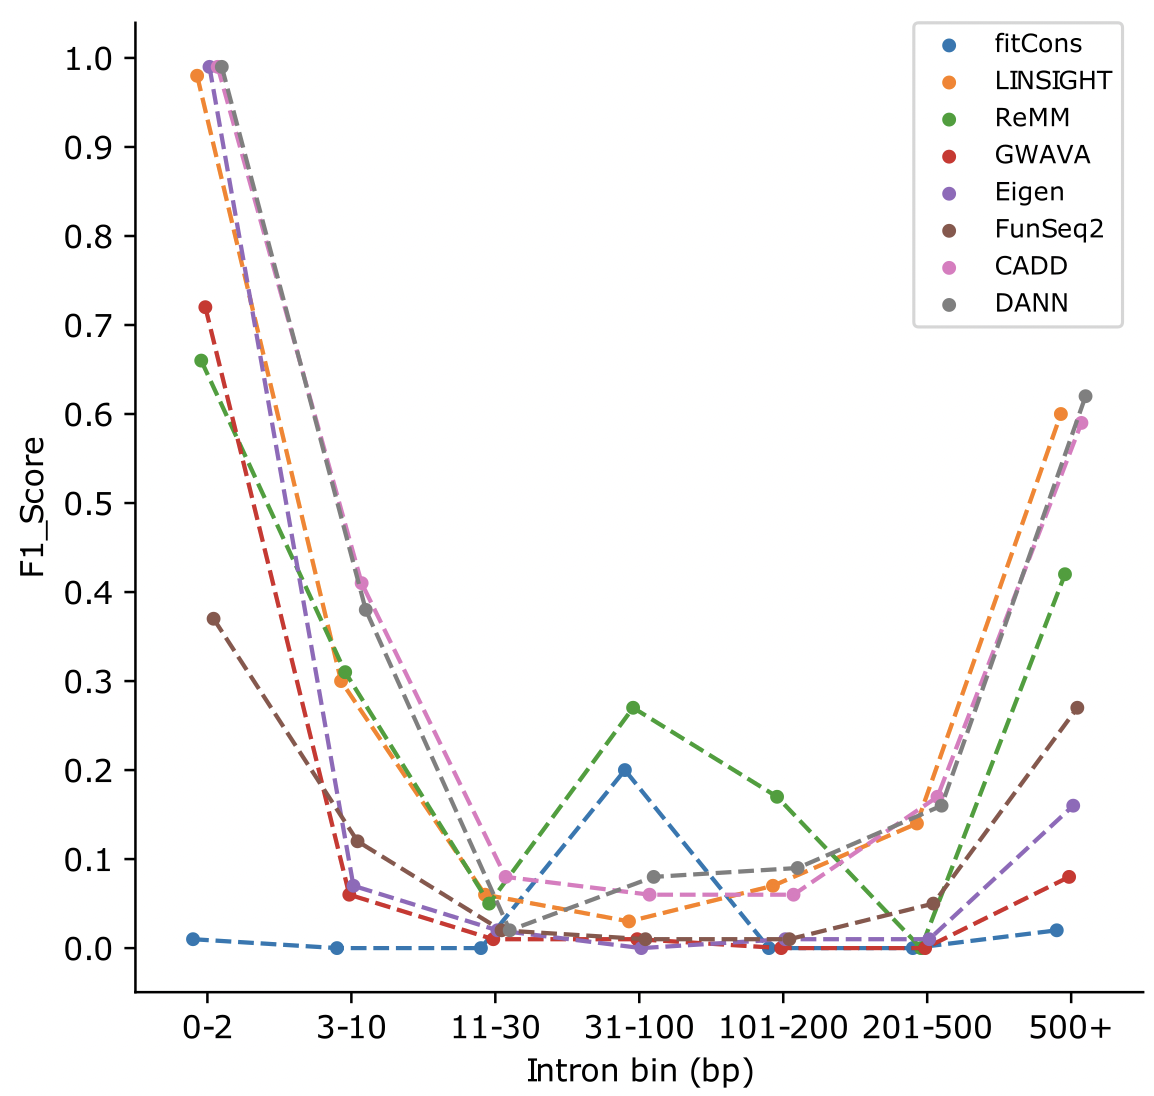 1.0
0.9
0.8
0.7
0.6
0.5
0.4
0.3
0.2
0.1
0.0
F1_Score
0-2
3-10
11-30
31-100
101-200
201-500
500+
Intron bin (bp)
fitCons
LINSIGHT
ReMM
GWAVA
Eigen
FunSeq2
CADD
DANN